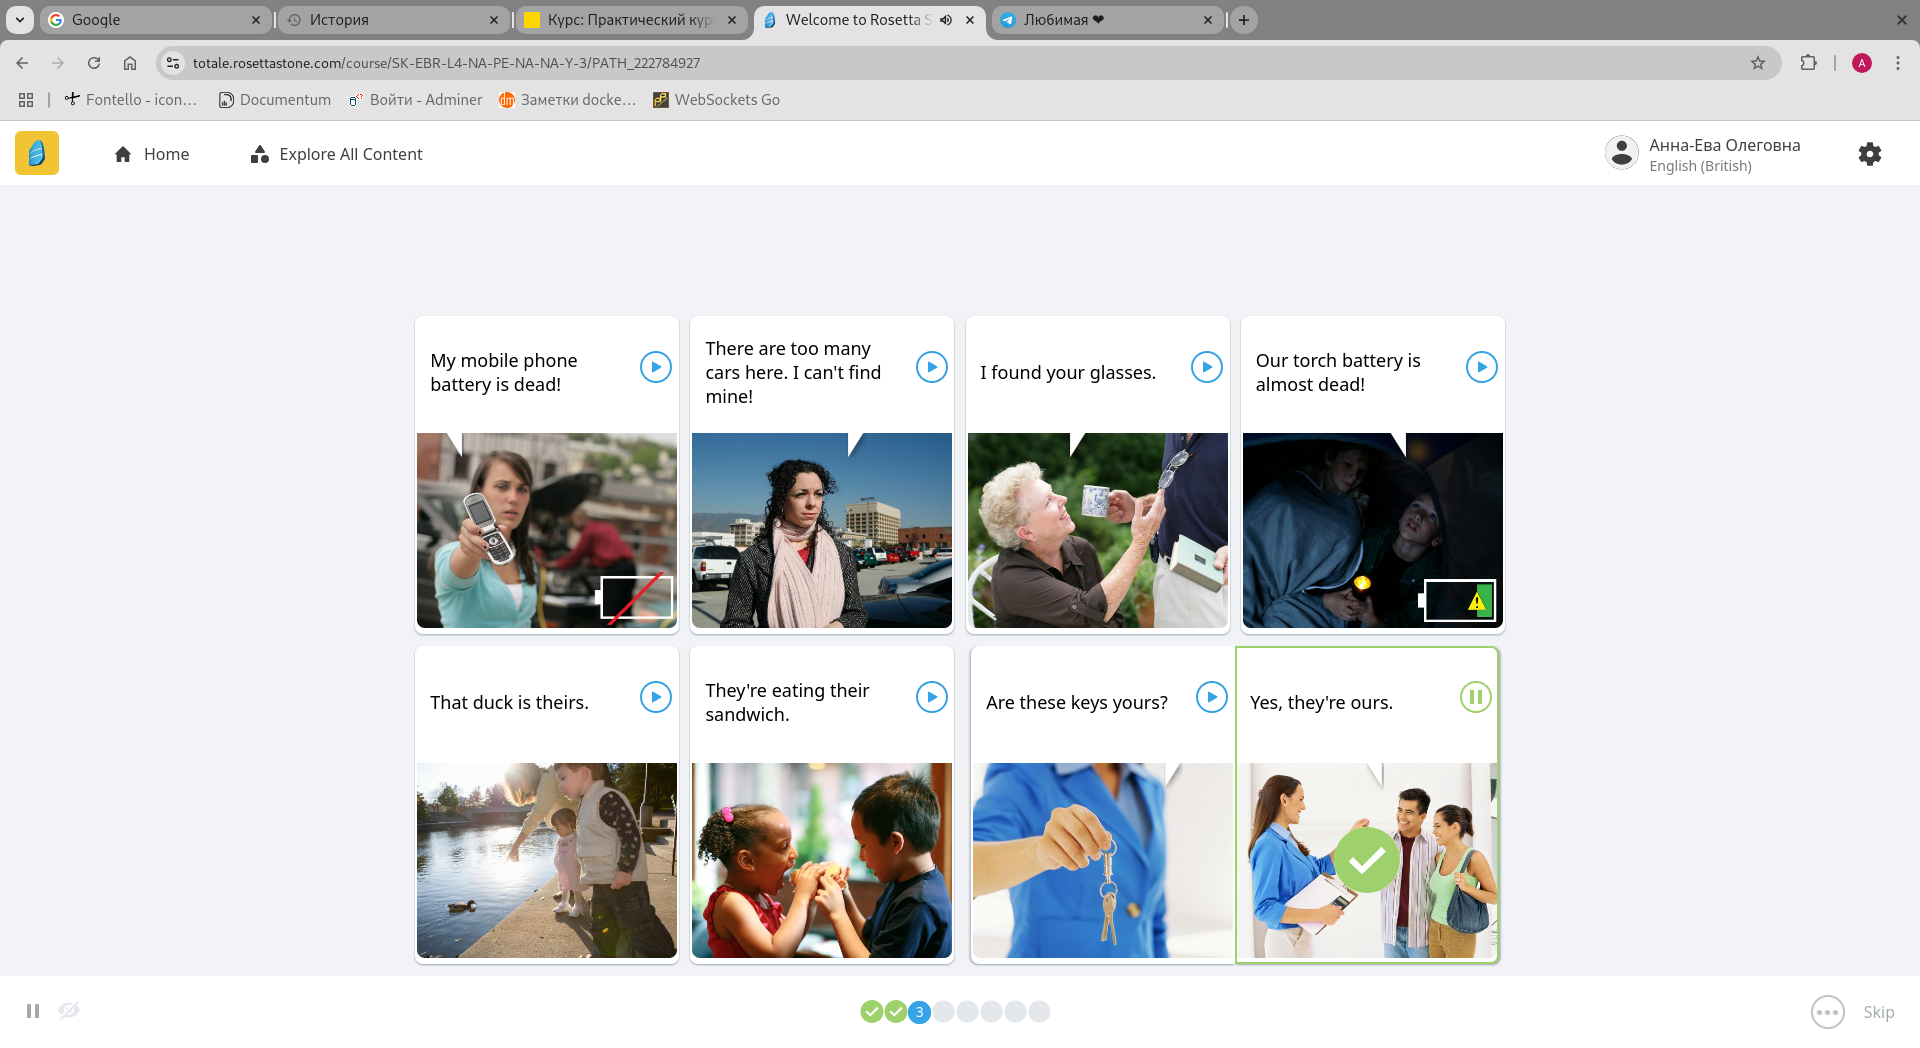 Google
История
Курс: Практический кур
Welcome to Rosetta S
Любимая ❤
totale.rosettastone.com/course/SK-EBR-L4-NA-PE-NA-NA-Y-3/PATH_222784927
A
Fontello - icon…
Documentum
Войти - Adminer
dm
Заметки docke…
WebSockets Go
Home
Explore All Content
Анна-Ева Олеговна
English (British)
My mobile phone
battery is dead!
There are too many
cars here. I can't find
mine!
I found your glasses.
Our torch battery is
almost dead!
That duck is theirs.
They're eating their
sandwich.
Are these keys yours?
Yes, they're ours.
3
Skip